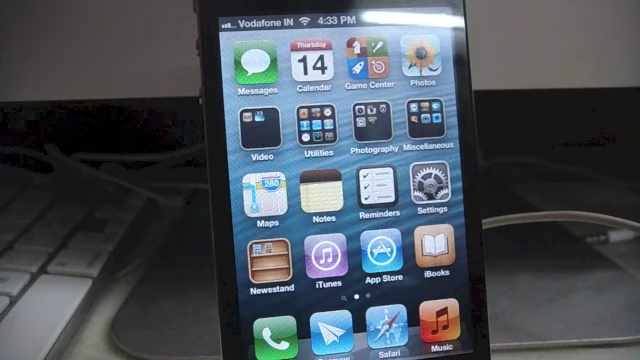 Vodafone IN 4:33 PM
Thursday
14
Messages Calendar Game Center Photos
Video Utilities Photography Miscellaneous
280
Maps Notes Reminders Settings
Newsstand iTunes App Store iBooks
Safari Music